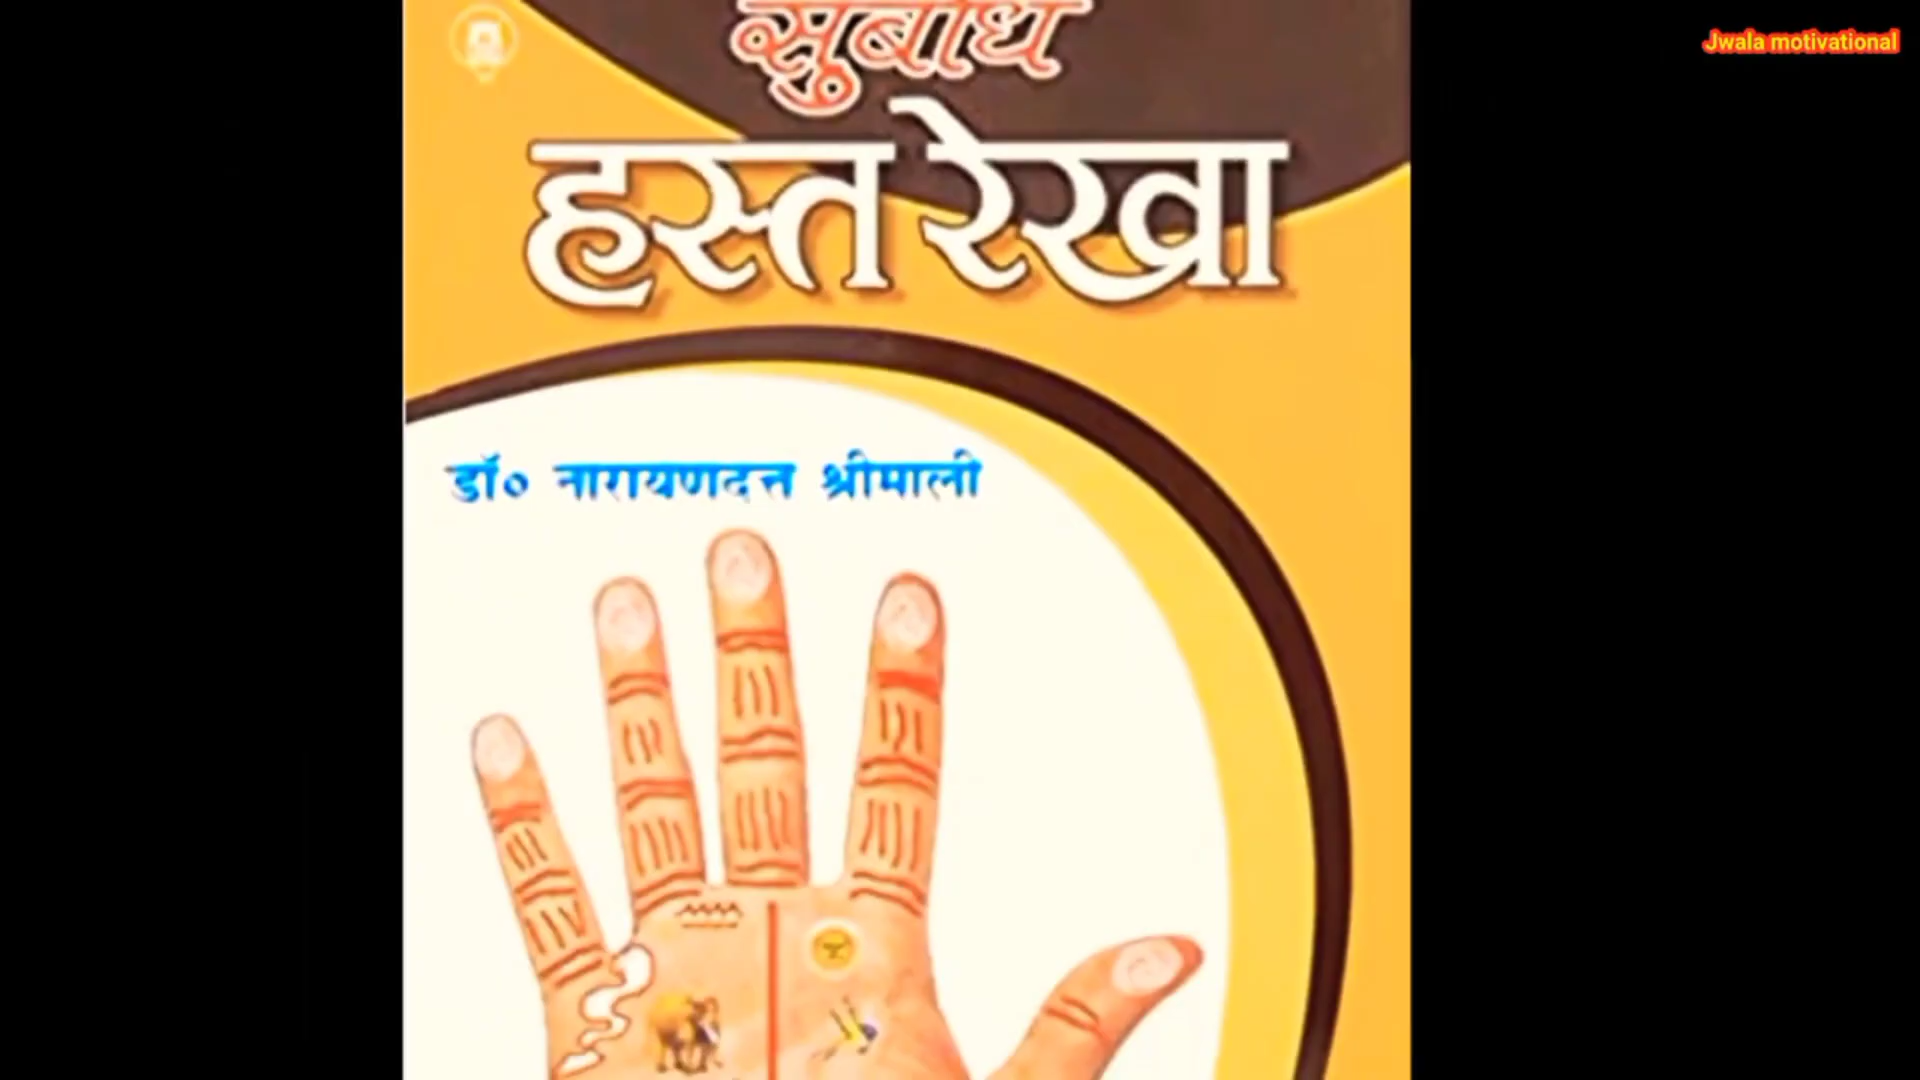 Jwala motivational
सुबोध
हस्त रेखा
डॉ० नारायणदत्त श्रीमाली